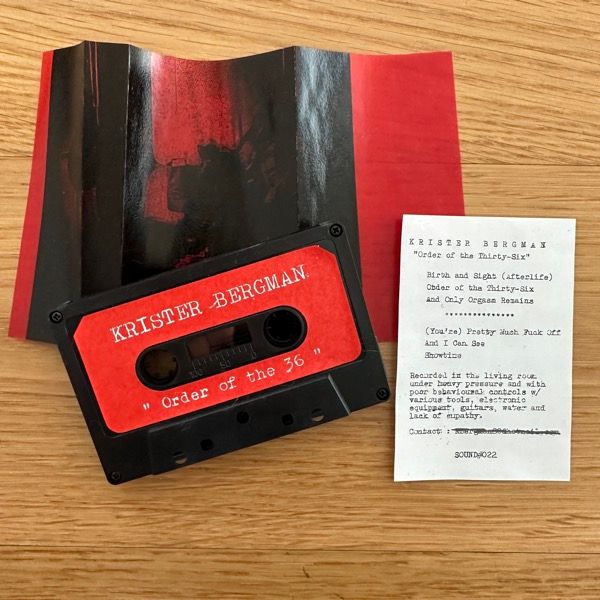 KRISTER BERGMAN
" Order of the 36 "
KRISTER BERGMAN
"Order of the Thirty-Six"
Birth and Sight (Afterlife)
Order of the Thirty-Six
And Only Orgasm Remains
(You're) Pretty Much Fuck Off
And I Can See
Showtime
Recorded in the living room
under heavy pressure and with
poor behavioural controls w/
various tools, electronic
equipment, guitars, water and
lack of empathy.
Contact :
SOUND@022